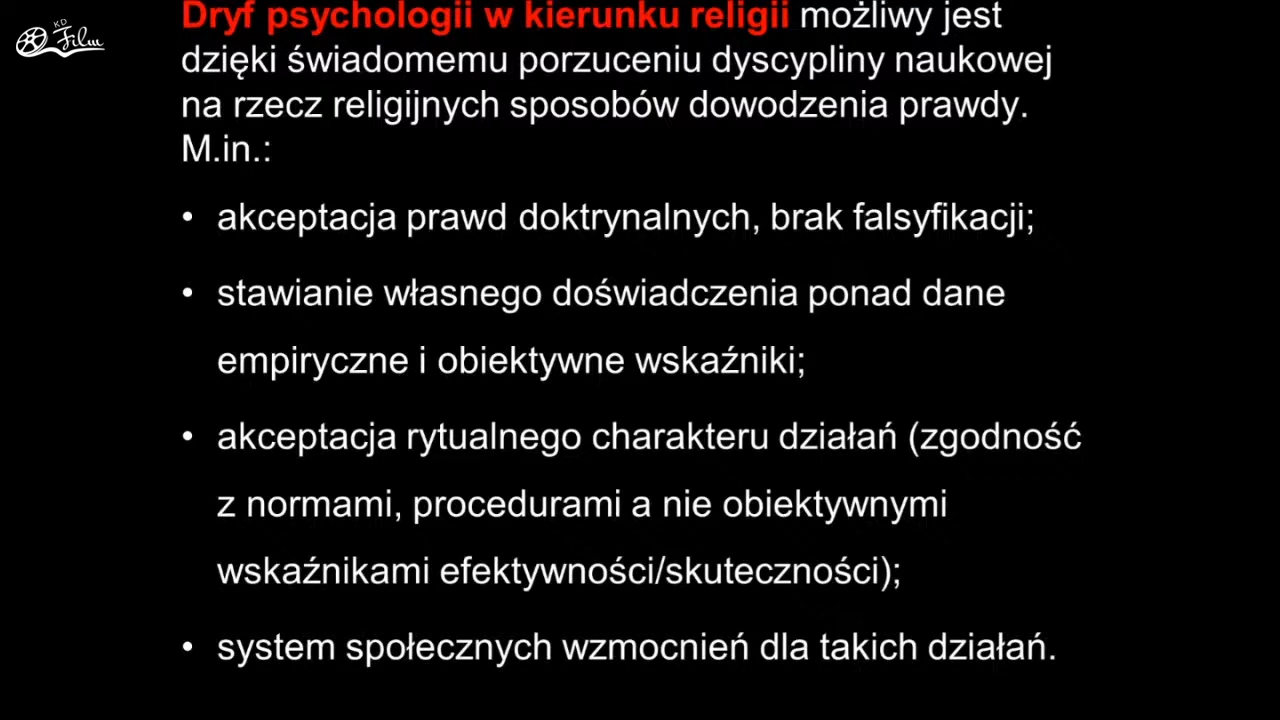 KD
Film
Dryf psychologii w kierunku religii możliwy jest
dzięki świadomemu porzuceniu dyscypliny naukowej
na rzecz religijnych sposobów dowodzenia prawdy.
M.in.:
• akceptacja prawd doktrynalnych, brak falsyfikacji;
• stawianie własnego doświadczenia ponad dane
empiryczne i obiektywne wskaźniki;
• akceptacja rytualnego charakteru działań (zgodność
z normami, procedurami a nie obiektywnymi
wskaźnikami efektywności/skuteczności);
• system społecznych wzmocnień dla takich działań.